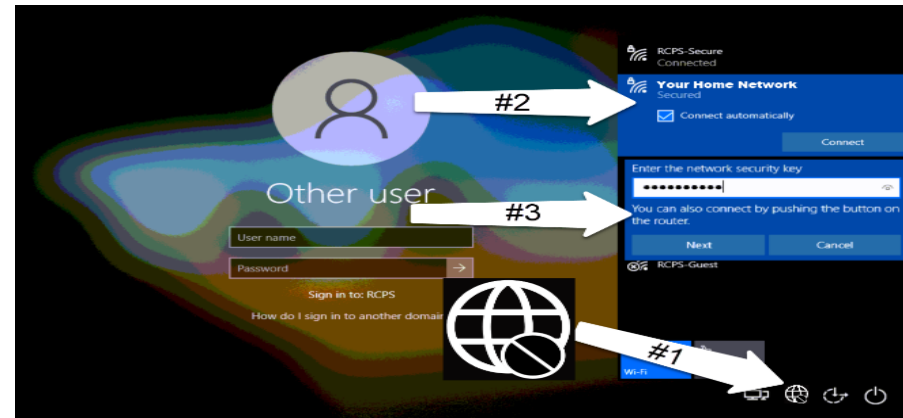 RCPS-Secure
Connected
Your Home Network
Secured
Connect automatically
Connect
#2
Enter the network security key
You can also connect by pushing the button on
the router.
Next
Cancel
#3
RCPS-Guest
Other user
User name
Password
Sign in to: RCPS
How do I sign in to another domain
#1
Wi-Fi